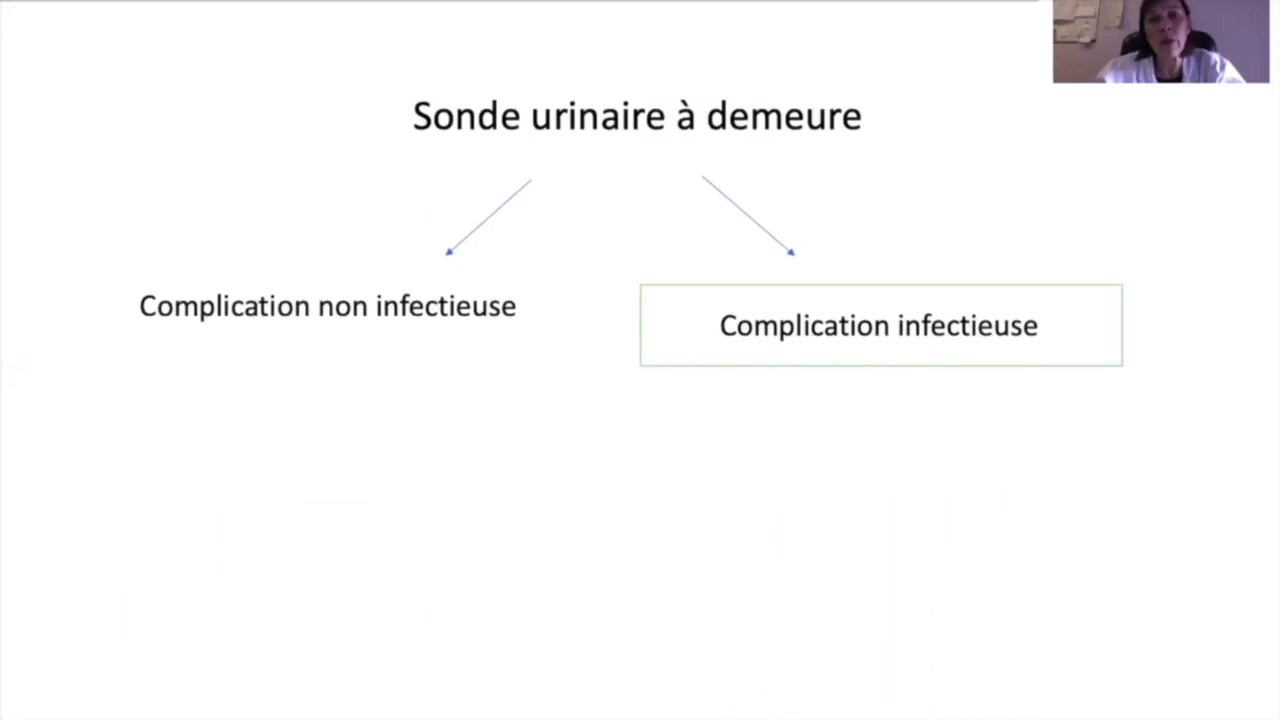 Sonde urinaire à demeure
Complication non infectieuse
Complication infectieuse